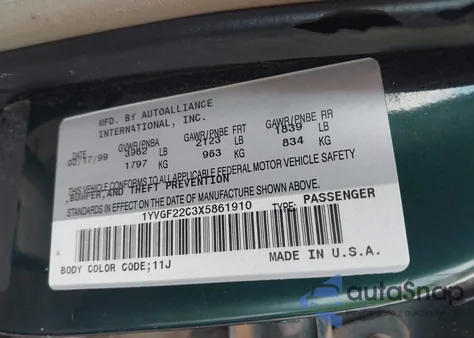 MFD. BY AUTOALLIANCE
INTERNATIONAL, INC.
DATE GVWR/PNBA GAWR/PNBE FRT GAWR/PNBE RR
02/17/99 3962 LB 2123 LB 1839 LB
1797 KG 963 KG 834 KG
THIS VEHICLE CONFORMS TO ALL APPLICABLE FEDERAL MOTOR VEHICLE SAFETY
,BUMPER,AND THEFT PREVENTION
STANDARDS IN EFFECT ON THE DATE OF MANUFACTURE SHOWN ABOVE.
1YVGF22C3X5861910 TYPE: PASSENGER
BODY COLOR CODE;11J MADE IN U.S.A.
autoSnap